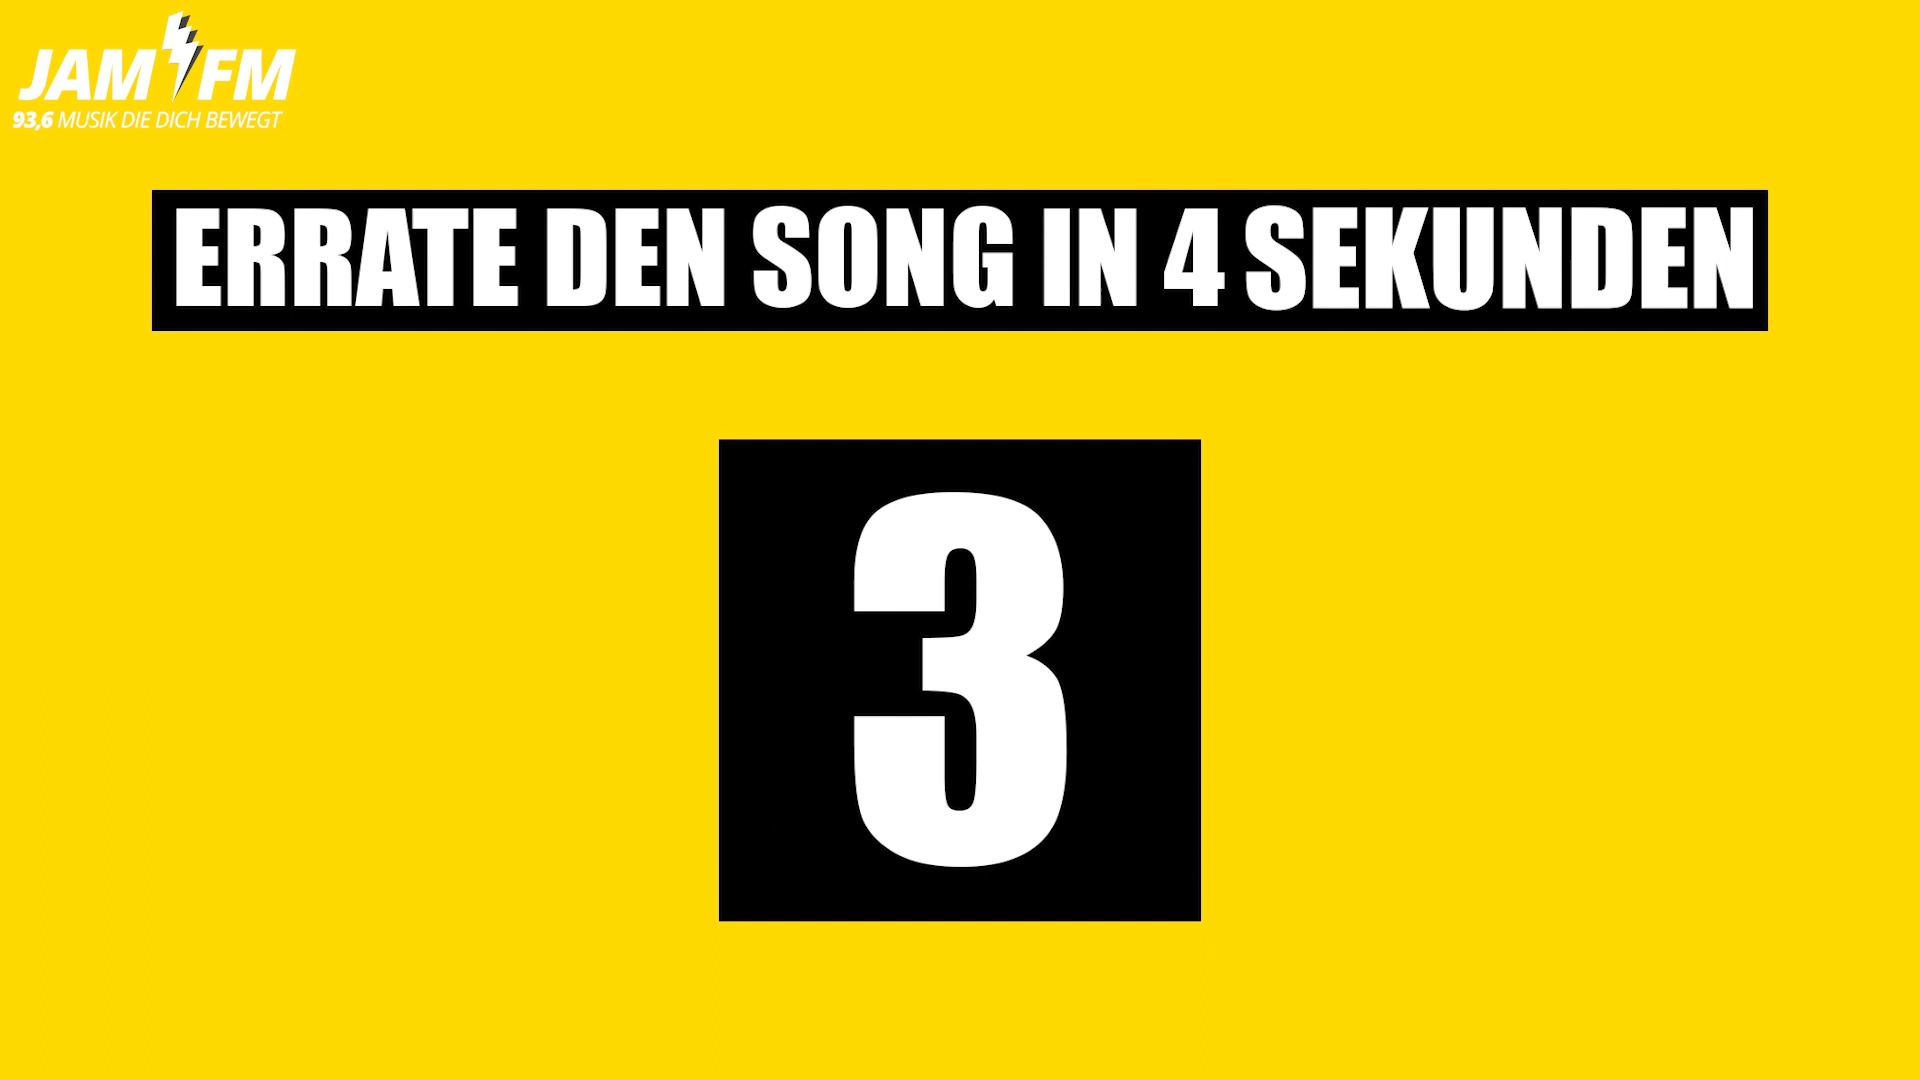 JAM FM
93,6 MUSIK DIE DICH BEWEGT
ERRATE DEN SONG IN 4 SEKUNDEN
3